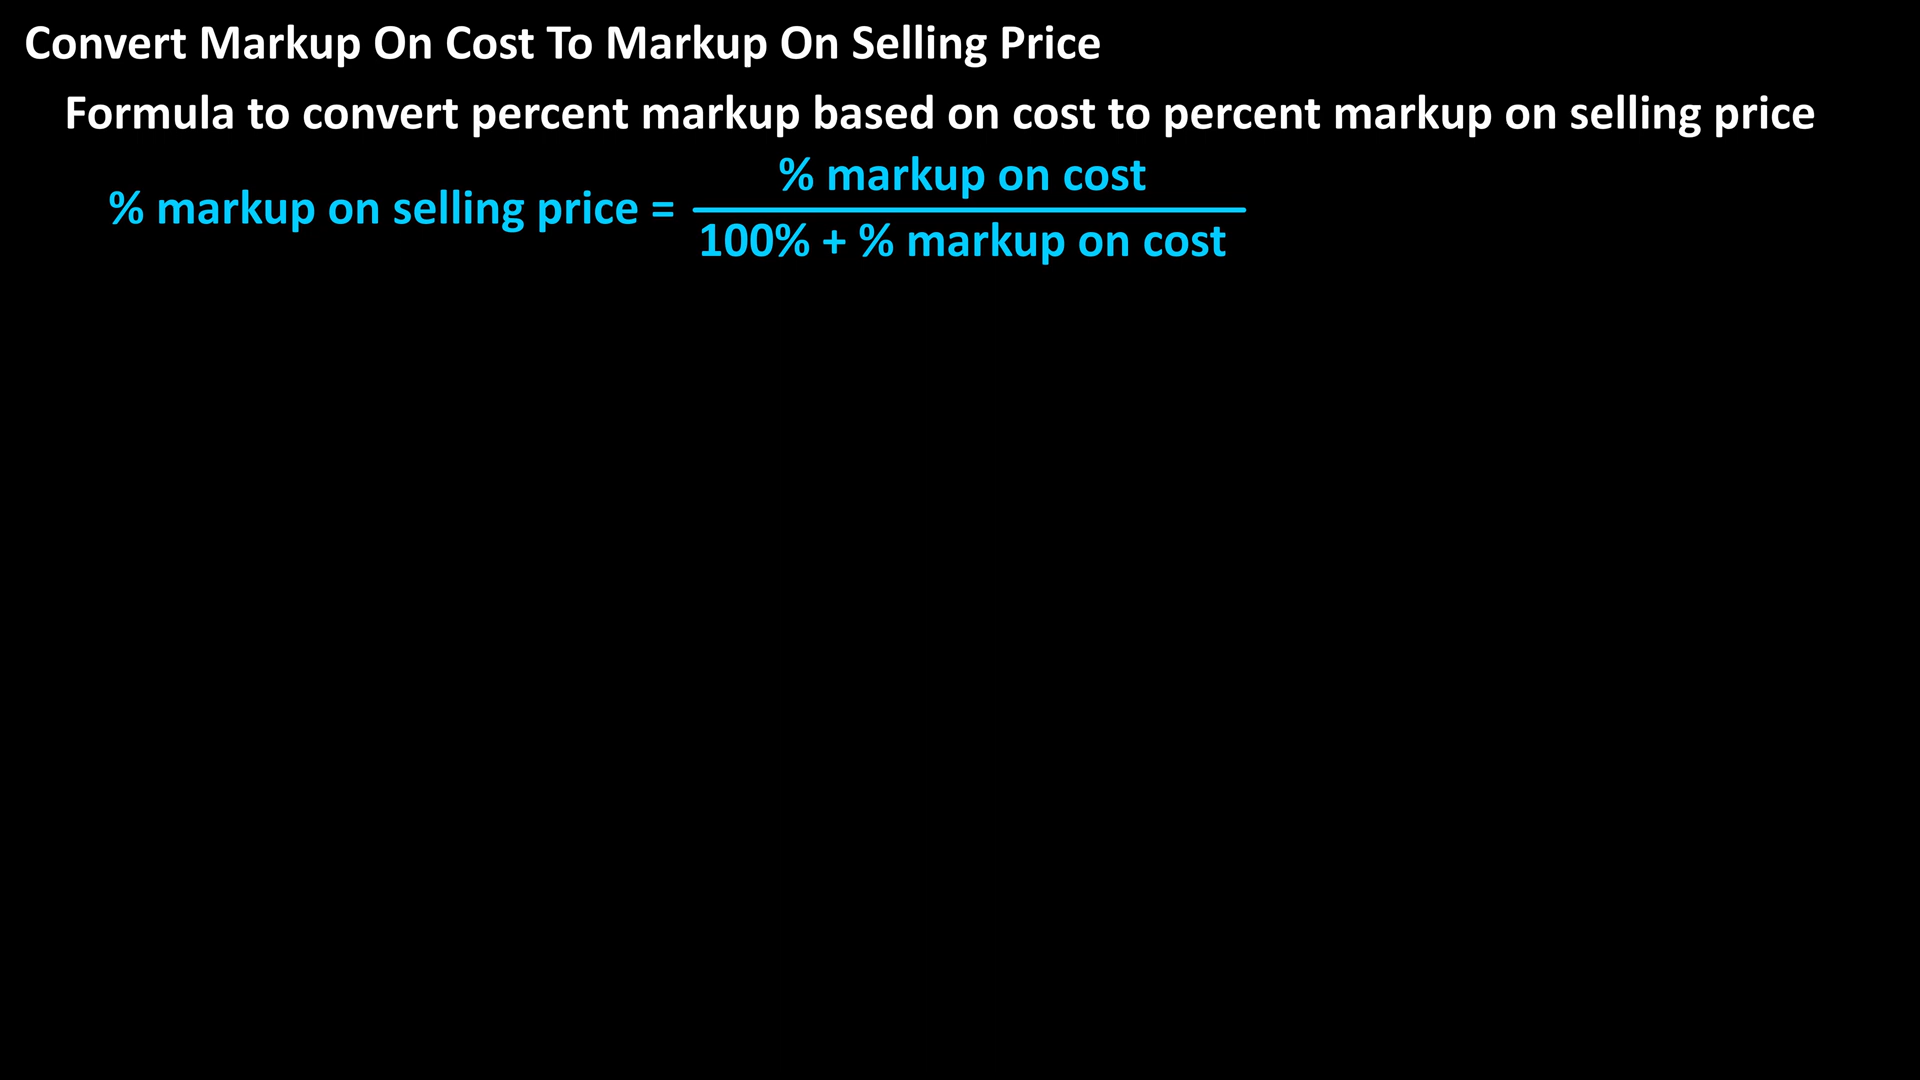 Convert Markup On Cost To Markup On Selling Price
Formula to convert percent markup based on cost to percent markup on selling price
% markup on selling price =
% markup on cost
100% + % markup on cost